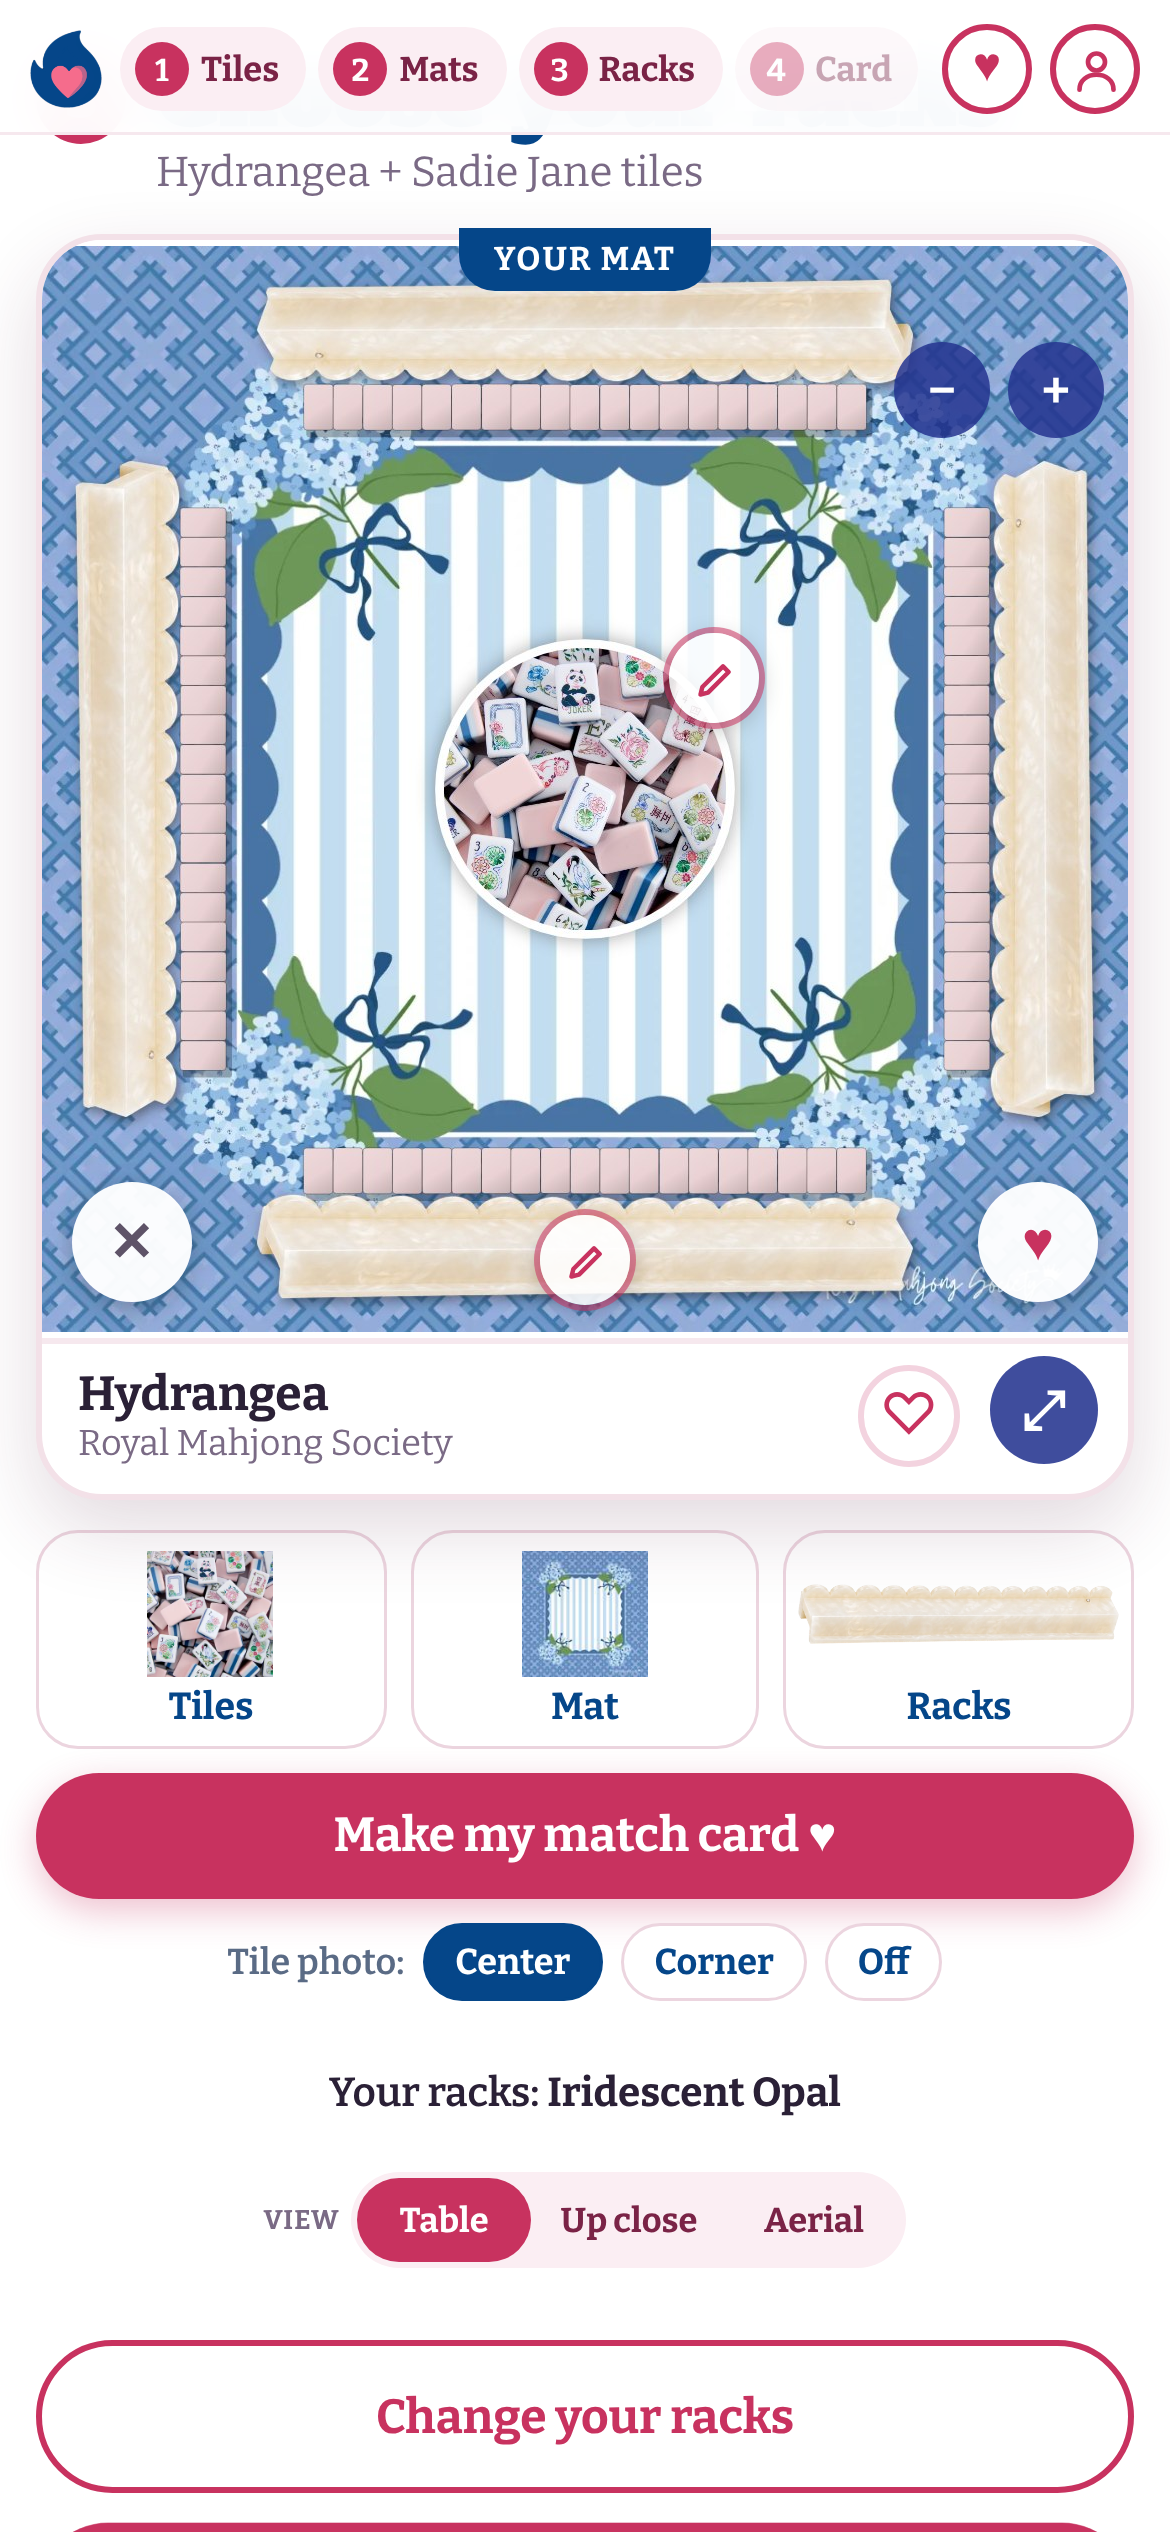 1 Tiles
2 Mats
3 Racks
4 Card
♥
Hydrangea + Sadie Jane tiles
YOUR MAT
−
+
JOKER
✕
♥
Hydrangea
Royal Mahjong Society
Tiles
Mat
Racks
Make my match card ♥
Tile photo:
Center
Corner
Off
Your racks: Iridescent Opal
VIEW
Table
Up close
Aerial
Change your racks